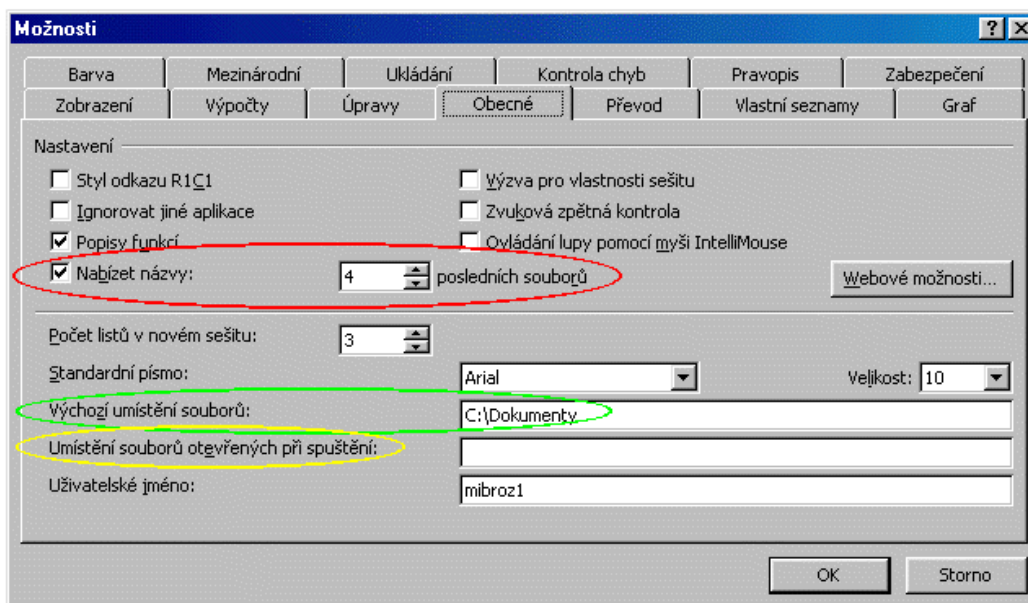 Možnosti
Barva Mezinárodní Ukládání Kontrola chyb Pravopis Zabezpečení
Zobrazení Výpočty Úpravy Obecné Převod Vlastní seznamy Graf
Nastavení
Styl odkazu R1C1 Výzva pro vlastnosti sešitu
Ignorovat jiné aplikace Zvuková zpětná kontrola
Popisy funkcí Ovládání lupy pomocí myši IntelliMouse
Nabízet názvy: 4 posledních souborů Webové možnosti...
Počet listů v novém sešitu: 3
Standardní písmo: Arial Velikost: 10
Výchozí umístění souborů: C:\Dokumenty
Umístění souborů otevřených při spuštění:
Uživatelské jméno: mibroz1
OK Storno